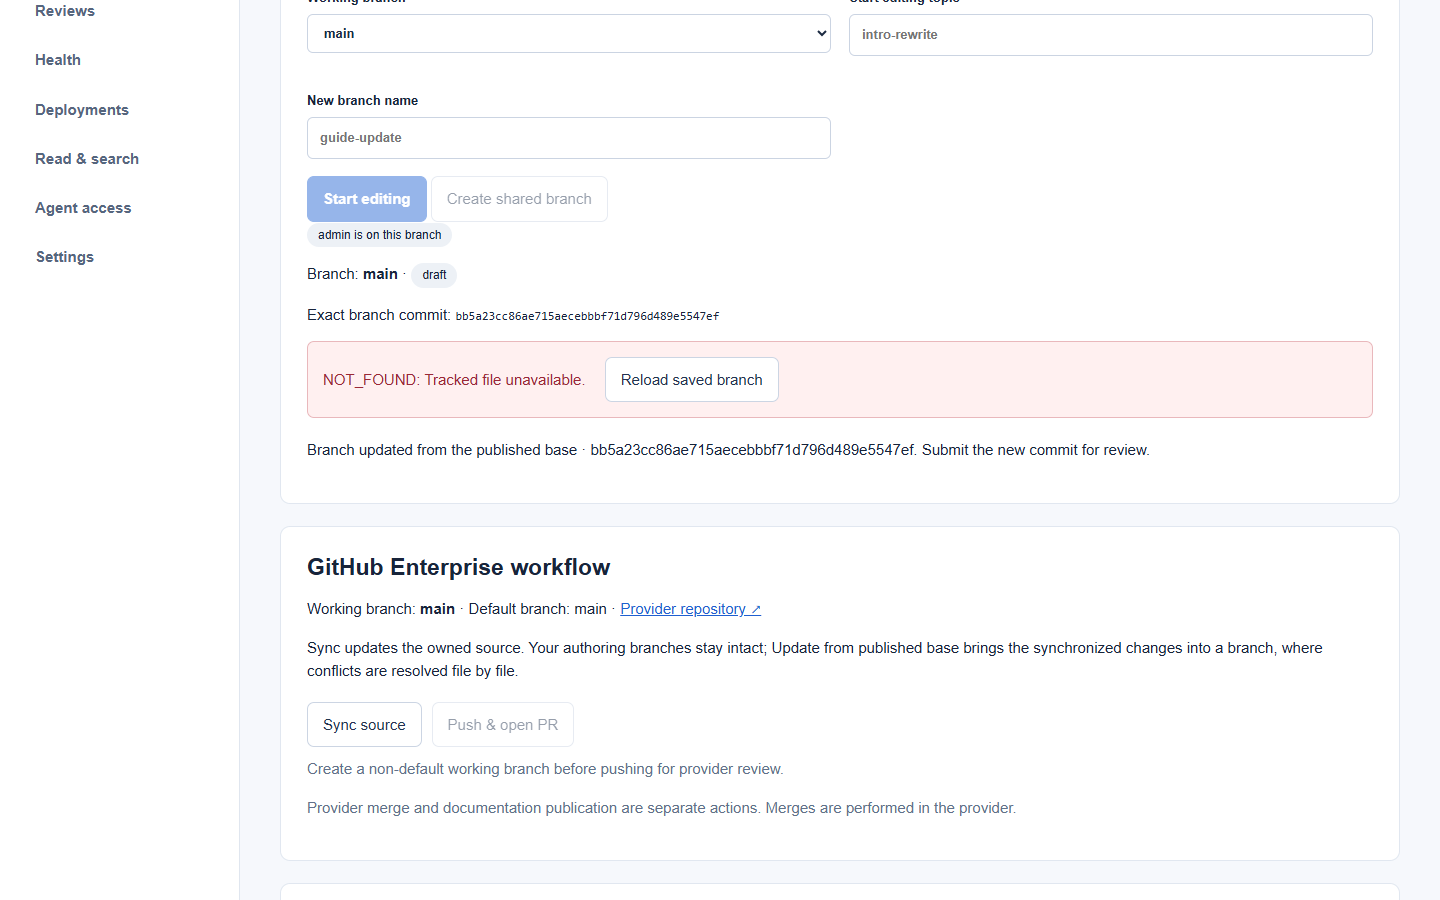 Reviews
Health
Deployments
Read & search
Agent access
Settings
main
intro-rewrite
New branch name
guide-update
Start editing
Create shared branch
admin is on this branch
Branch: main · draft
Exact branch commit: bb5a23cc86ae715aecebbbf71d796d489e5547ef
NOT_FOUND: Tracked file unavailable.
Reload saved branch
Branch updated from the published base · bb5a23cc86ae715aecebbbf71d796d489e5547ef. Submit the new commit for review.
GitHub Enterprise workflow
Working branch: main · Default branch: main · Provider repository ↗
Sync updates the owned source. Your authoring branches stay intact; Update from published base brings the synchronized changes into a branch, where
conflicts are resolved file by file.
Sync source
Push & open PR
Create a non-default working branch before pushing for provider review.
Provider merge and documentation publication are separate actions. Merges are performed in the provider.